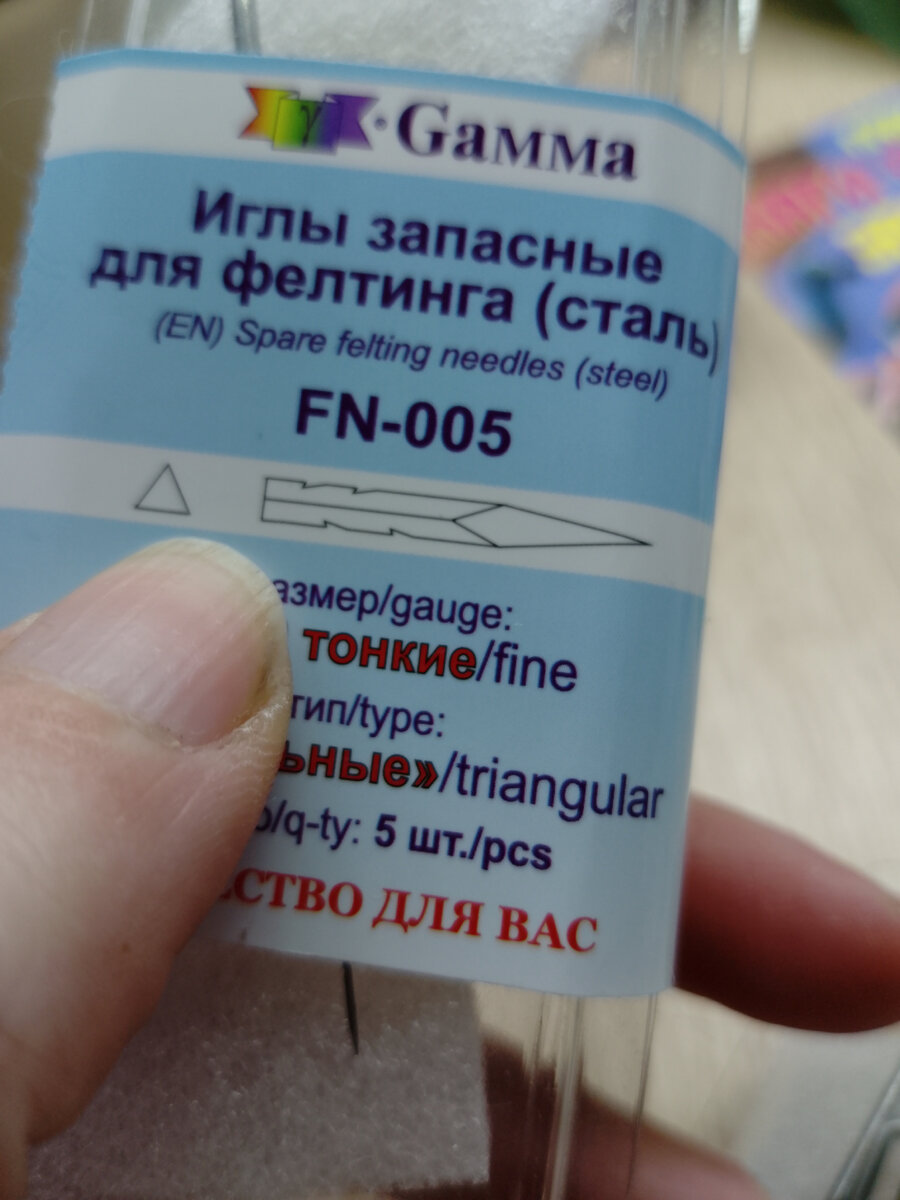 γ
® Gamma
Иглы запасные
для фелтинга (сталь)
(EN) Spare felting needles (steel)
FN-005
азмер/gauge:
тонкие/fine
тип/type:
ьные»/triangular
о/q-ty: 5 шт./pcs
ЕСТВО ДЛЯ ВАС